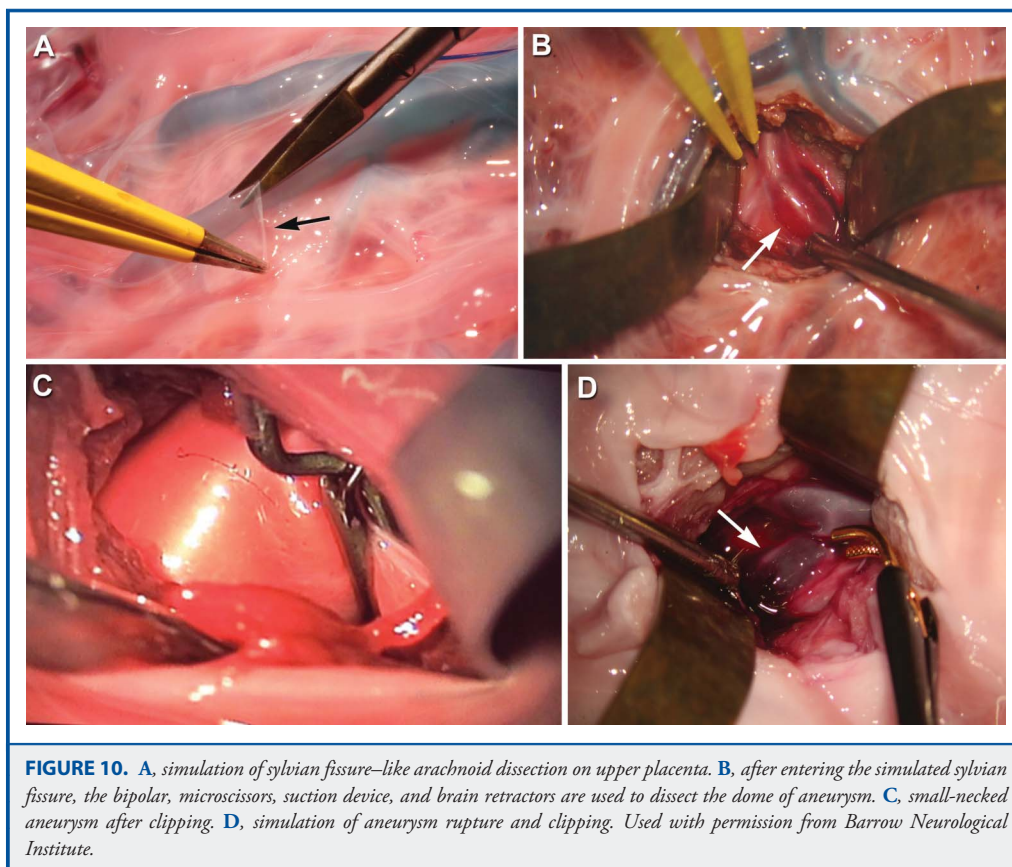 A
B
C
D
FIGURE 10. A, simulation of sylvian fissure–like arachnoid dissection on upper placenta. B, after entering the simulated sylvian
fissure, the bipolar, microscissors, suction device, and brain retractors are used to dissect the dome of aneurysm. C, small-necked
aneurysm after clipping. D, simulation of aneurysm rupture and clipping. Used with permission from Barrow Neurological
Institute.